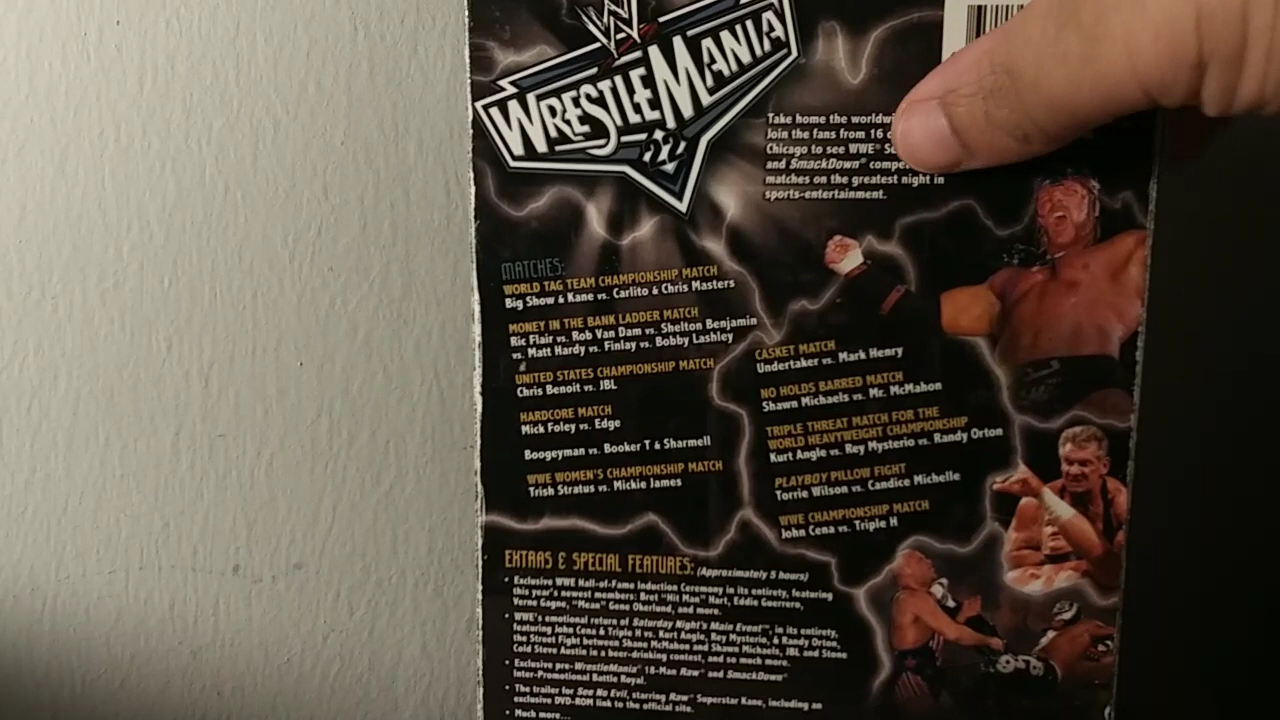 W
WRESTLEMANIA
22
Take home the
Join the fans from 16
Chicago to see WWE®
and SmackDown®
matches on the greatest night in
sports-entertainment.
MATCHES:
WORLD TAG TEAM CHAMPIONSHIP MATCH
Big Show & Kane vs. Carlito & Chris Masters
MONEY IN THE BANK LADDER MATCH
Ric Flair vs. Rob Van Dam vs. Shelton Benjamin
vs. Matt Hardy vs. Finlay vs. Bobby Lashley
UNITED STATES CHAMPIONSHIP MATCH
Chris Benoit vs. JBL
HARDCORE MATCH
Mick Foley vs. Edge
Boogeyman vs. Booker T & Sharmell
WWE WOMEN'S CHAMPIONSHIP MATCH
Trish Stratus vs. Mickie James
CASKET MATCH
Undertaker vs. Mark Henry
NO HOLDS BARRED MATCH
Shawn Michaels vs. Mr. McMahon
TRIPLE THREAT MATCH FOR THE
WORLD HEAVYWEIGHT CHAMPIONSHIP
Kurt Angle vs. Rey Mysterio vs. Randy Orton
PLAYBOY PILLOW FIGHT
Torrie Wilson vs. Candice Michelle
WWE CHAMPIONSHIP MATCH
John Cena vs. Triple H
EXTRAS & SPECIAL FEATURES: (Approximately 5 hours)
• Exclusive WWE Hall-of-Fame Induction Ceremony in its entirety, featuring
this year's newest members: Bret "Hit Man" Hart, Eddie Guerrero,
Verne Gagne, "Mean" Gene Okerlund, and more.
• WWE's emotional return of Saturday Night's Main Event™, in its entirety,
featuring John Cena & Triple H vs. Kurt Angle, Rey Mysterio, & Randy Orton,
the Street Fight between Shane McMahon and Shawn Michaels, JBL and Stone
Cold Steve Austin in a beer-drinking contest, and so much more.
• Exclusive pre-WrestleMania® 18-Man Raw® and SmackDown®
Inter-Promotional Battle Royal.
• The trailer for See No Evil, starring Raw® Superstar Kane, including an
exclusive DVD-ROM link to the official site.
• Much more...
619